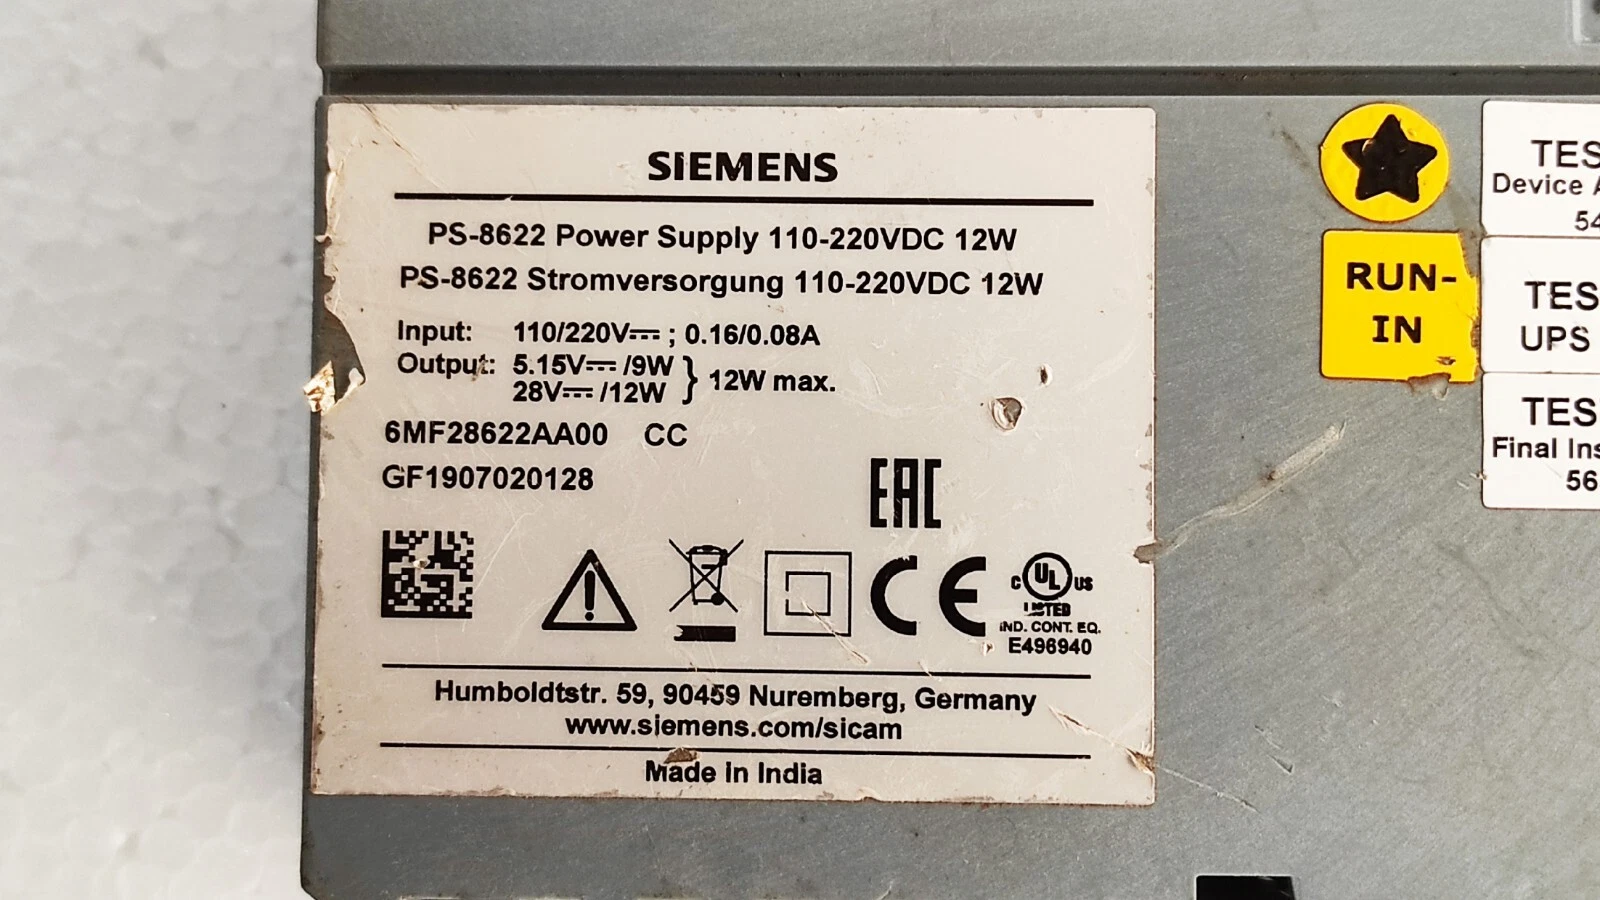 SIEMENS
PS-8622 Power Supply 110-220VDC 12W
PS-8622 Stromversorgung 110-220VDC 12W
Input: 110/220V⎓ ; 0.16/0.08A
Output: 5.15V⎓ /9W
28V⎓ /12W } 12W max.
6MF28622AA00 CC
GF1907020128
EAC
CE
C UL US
LISTED
IND. CONT. EQ.
E496940
Humboldtstr. 59, 90459 Nuremberg, Germany
www.siemens.com/sicam
Made in India
RUN-
IN
TES
Device A
54
TES
UPS
TES
Final Ins
56